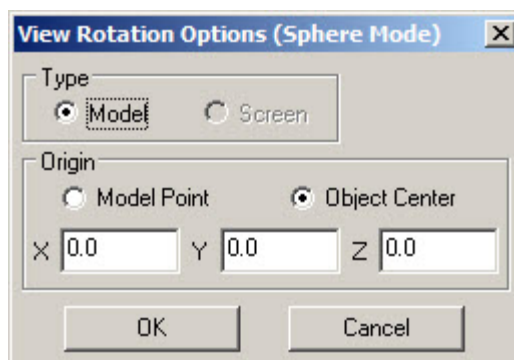 View Rotation Options (Sphere Mode)
Type
Model Screen
Origin
Model Point Object Center
X 0.0 Y 0.0 Z 0.0
OK Cancel